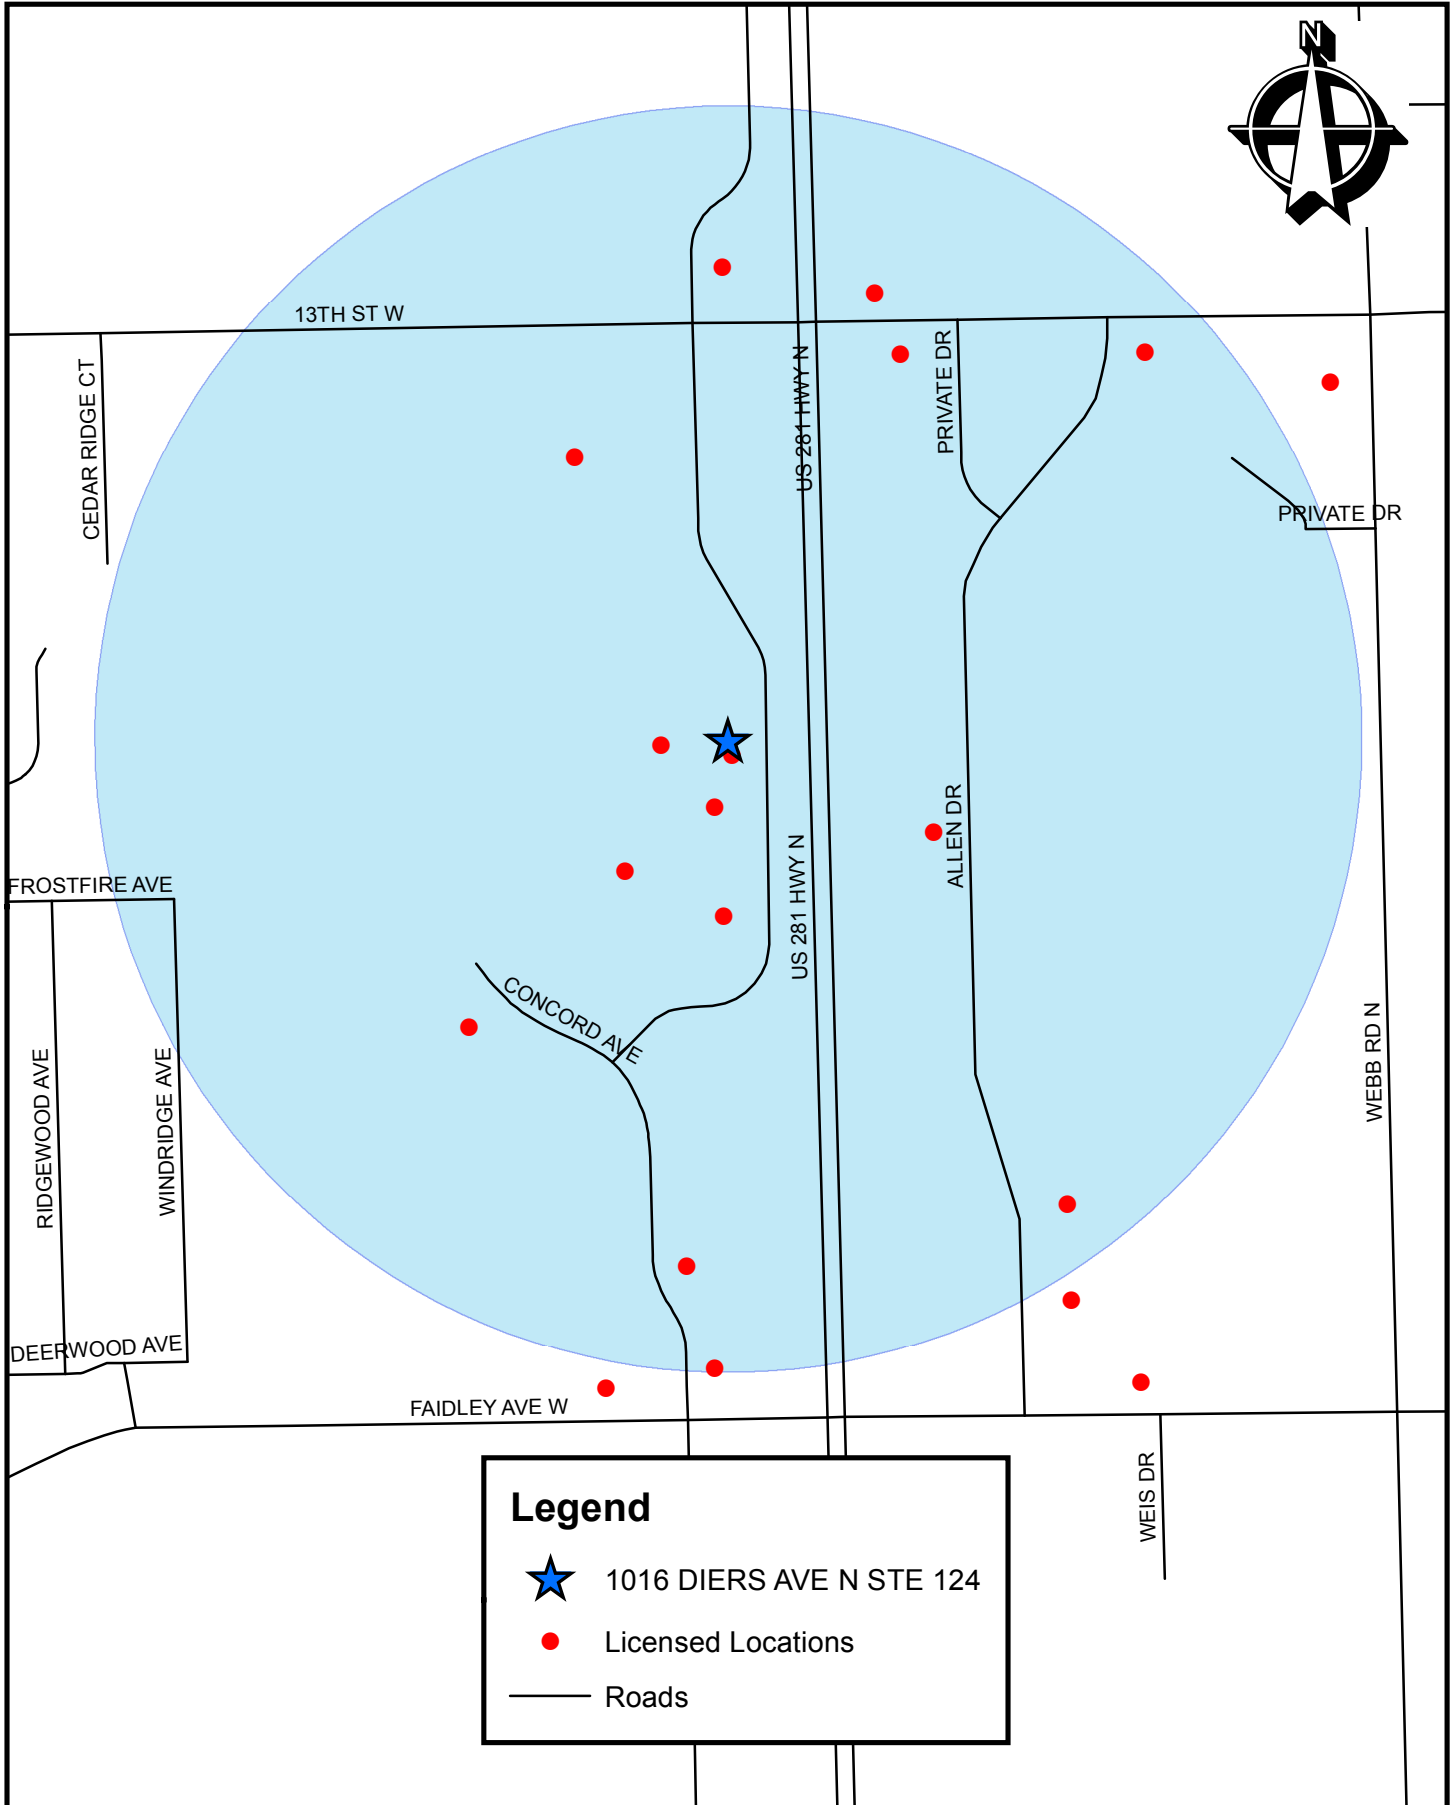 N
13TH ST W
CEDAR RIDGE CT
US 281 HWY N
PRIVATE DR
PRIVATE DR
ALLEN DR
US 281 HWY N
FROSTFIRE AVE
CONCORD AVE
RIDGEWOOD AVE
WINDRIDGE AVE
WEBB RD N
DEERWOOD AVE
FAIDLEY AVE W
WEIS DR
Legend
1016 DIERS AVE N STE 124
Licensed Locations
Roads